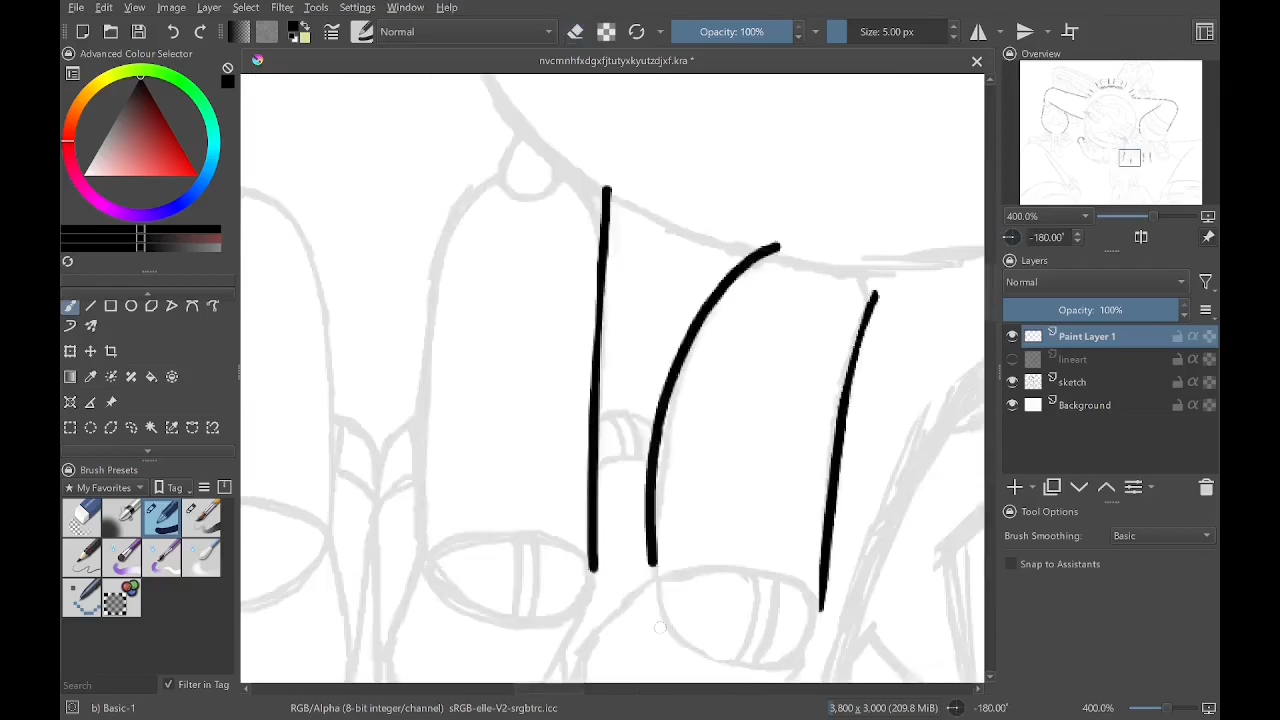 File Edit View Image Layer Select Filter Tools Settings Window Help
Normal
Opacity: 100%
Size: 5.00 px
Advanced Colour Selector
nvcmnhfxdgxfjtutyxkyutzdjxf.kra *
Overview
400.0%
-180.00°
Layers
Normal
Opacity: 100%
Paint Layer 1
lineart
sketch
Background
Tool Options
Brush Smoothing: Basic
Snap to Assistants
Brush Presets
My Favorites
Tag
Search
Filter in Tag
b) Basic-1
RGB/Alpha (8-bit integer/channel) sRGB-elle-V2-srgbtrc.icc
3,800 x 3,000 (209.8 MiB)
-180.00°
400.0%